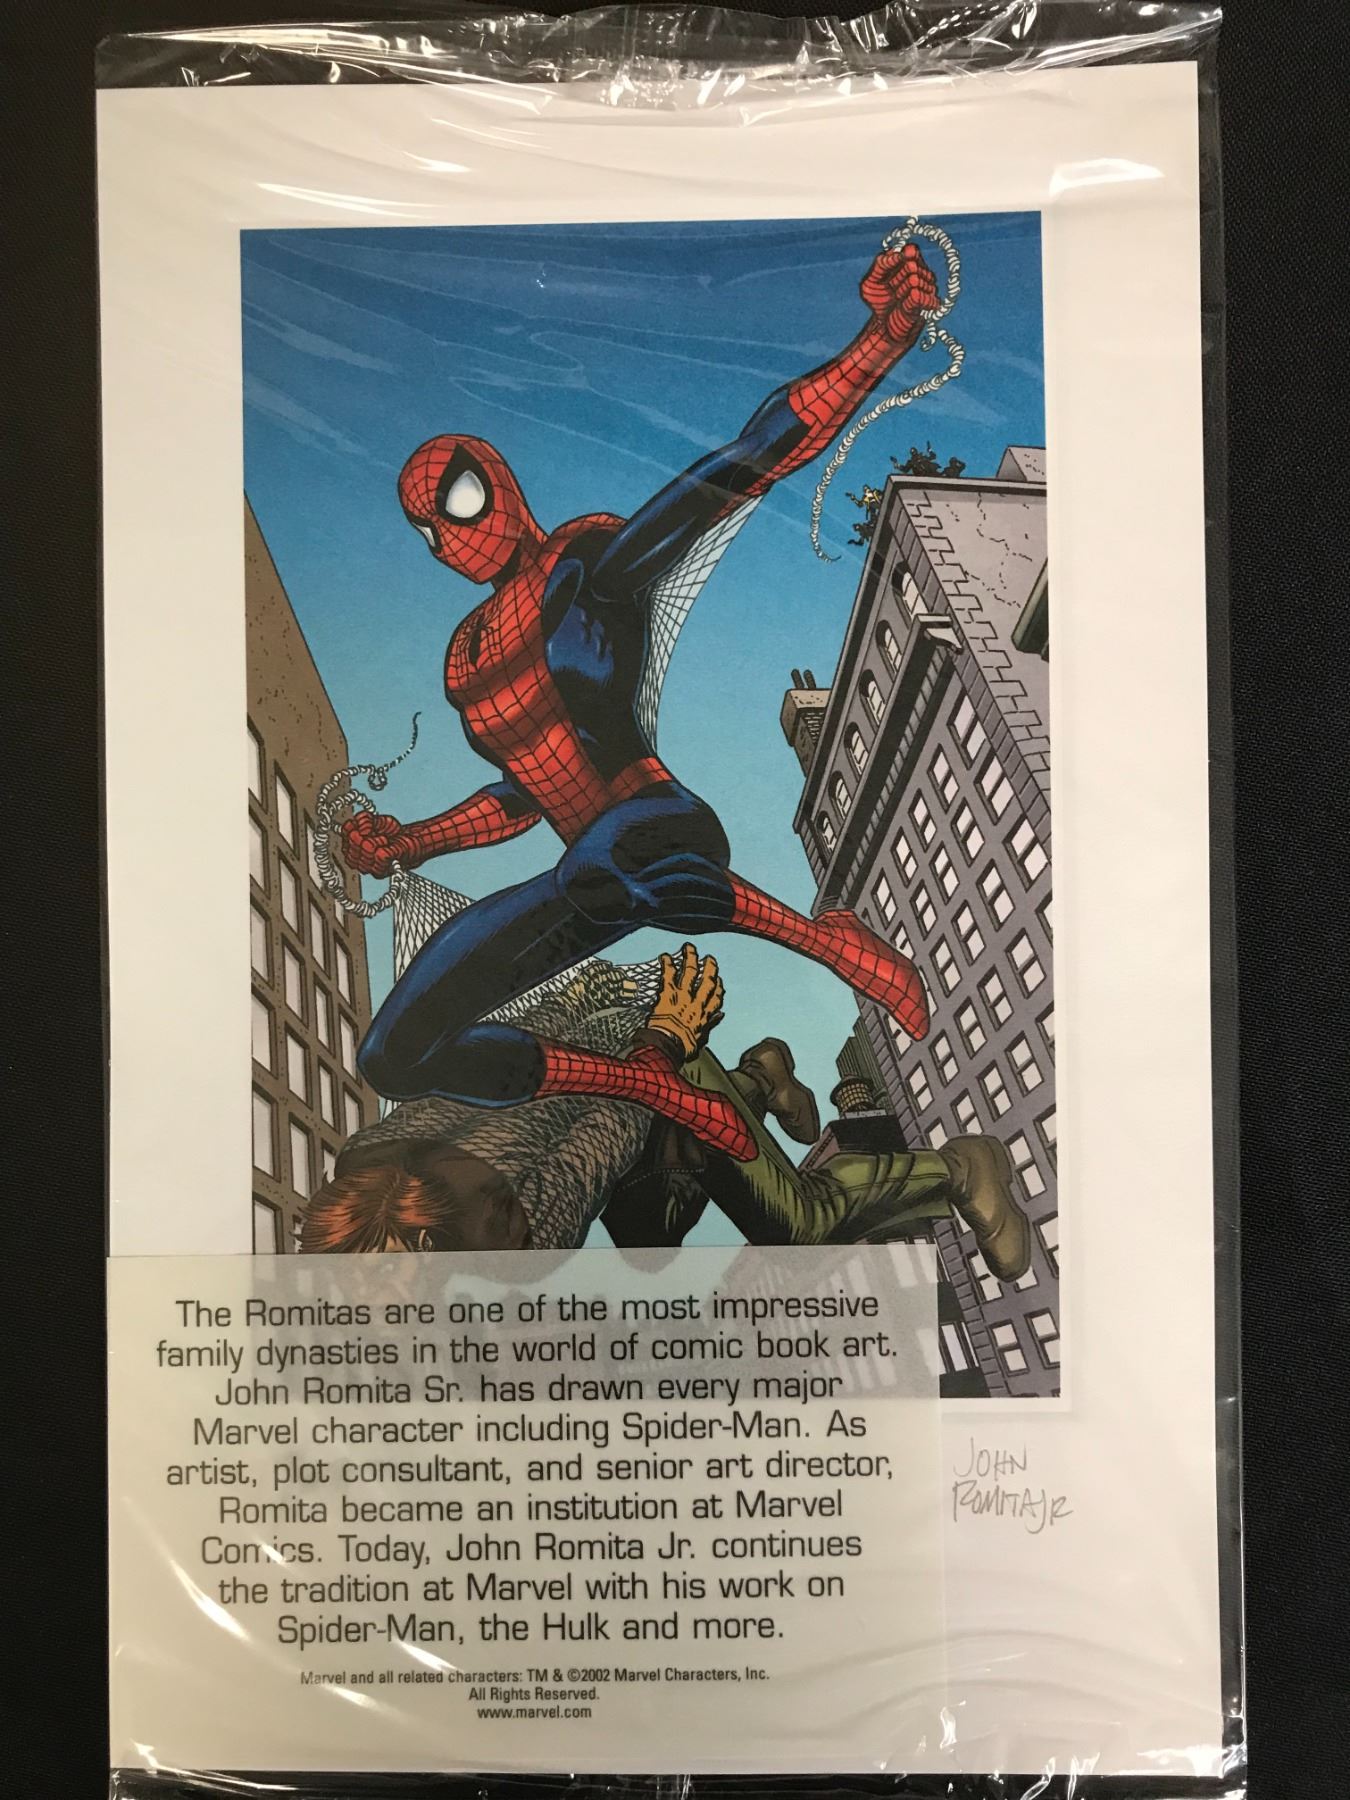 The Romitas are one of the most impressive
family dynasties in the world of comic book art.
John Romita Sr. has drawn every major
Marvel character including Spider-Man. As
artist, plot consultant, and senior art director,
Romita became an institution at Marvel
Comics. Today, John Romita Jr. continues
the tradition at Marvel with his work on
Spider-Man, the Hulk and more.
Marvel and all related characters: TM & ©2002 Marvel Characters, Inc.
All Rights Reserved.
www.marvel.com
JOHN
ROMITA JR